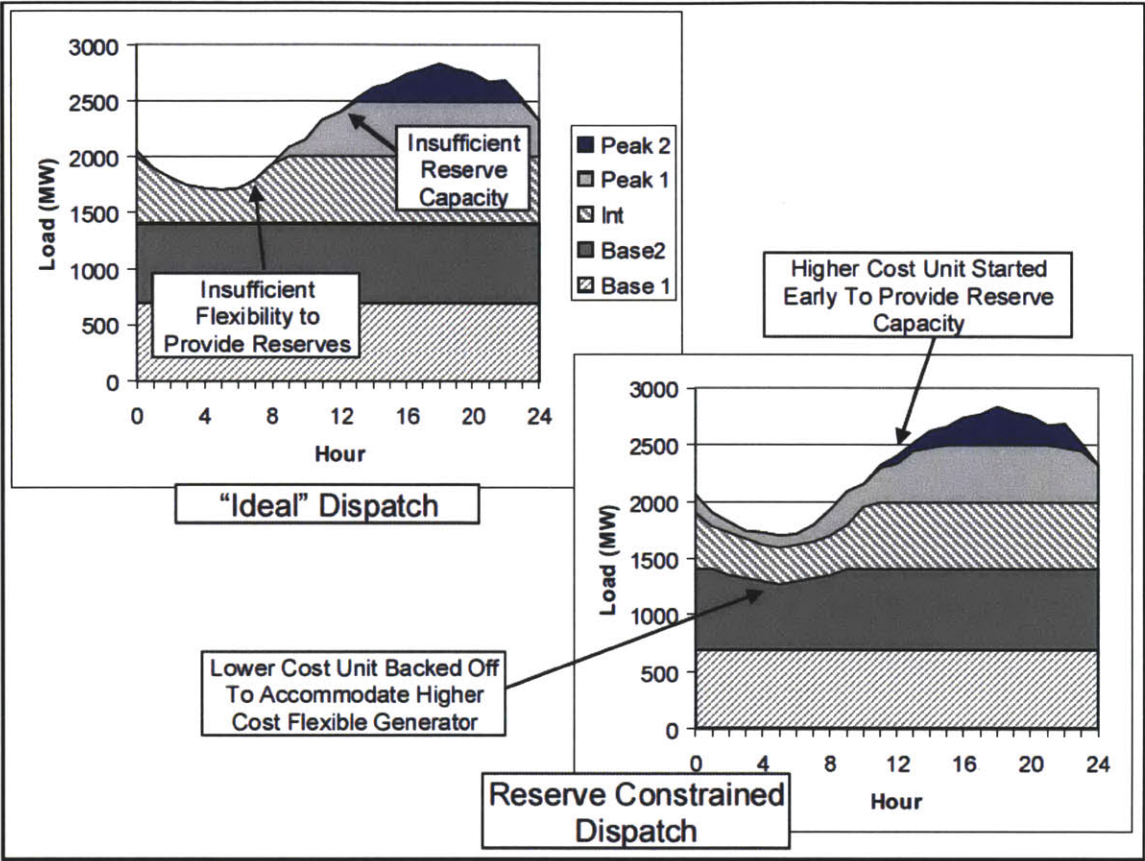 3000
2500
2000
1500
1000
500
0
Load (MW)
0 4 8 12 16 20 24
Hour
Insufficient
Reserve
Capacity
Insufficient
Flexibility to
Provide Reserves
Peak 2
Peak 1
Int
Base2
Base 1
"Ideal" Dispatch
Higher Cost Unit Started
Early To Provide Reserve
Capacity
3000
2500
2000
1500
1000
500
0
Load (MW)
0 4 8 12 16 20 24
Hour
Lower Cost Unit Backed Off
To Accommodate Higher
Cost Flexible Generator
Reserve Constrained
Dispatch